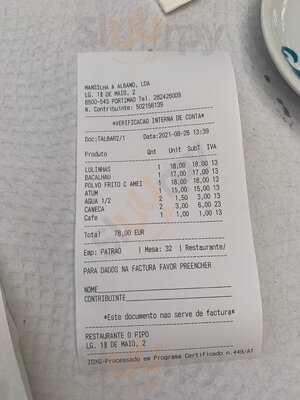 MANSILHA & ALBANO, LDA
LG. 1º DE MAIO, 2
8500-543 PORTIMAO Tel. 282426009
N. Contribuinte: 502156139
*VERIFICACAO INTERNA DE CONTA*
Doc:TALBAR2/1 Data:2021-08-26 13:39
Produto Qnt Unit SubT IVA
LULINHAS 1 18,00 18,00 13
BACALHAU 1 17,00 17,00 13
POLVO FRITO C AMEI 1 18,00 18,00 13
ATUM 1 15,00 15,00 13
AGUA 1/2 2 1,50 3,00 13
CANECA 2 3,00 6,00 23
Cafe 1 1,00 1,00 13
Total 78,00 EUR
Emp: PATRAO | Mesa: 32 | Restaurante/
PARA DADOS NA FACTURA FAVOR PREENCHER
NOME
CONTRIBUINTE
*Este documento nao serve de factura*
RESTAURANTE O PIPO
LG. 1º DE MAIO, 2
-Processado em Programa Certificado n.449/AT